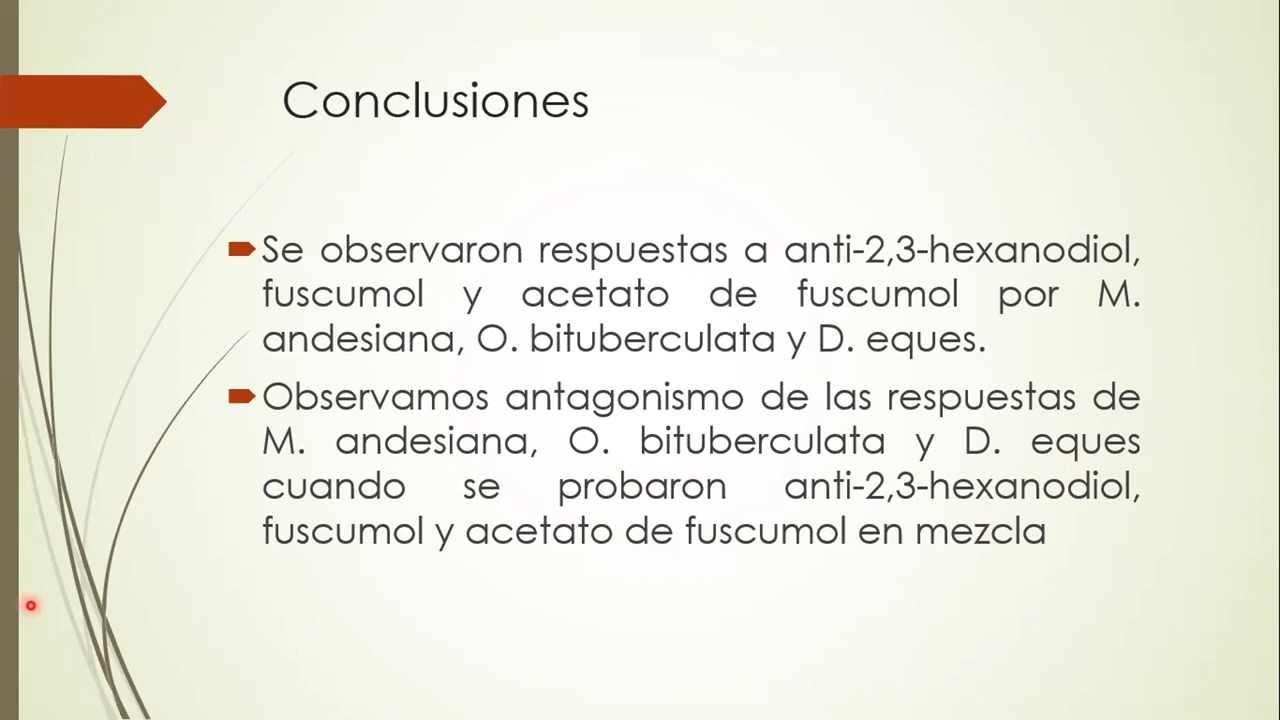 Conclusiones
Se observaron respuestas a anti-2,3-hexanodiol,
fuscumol y acetato de fuscumol por M.
andesiana, O. bituberculata y D. eques.
Observamos antagonismo de las respuestas de
M. andesiana, O. bituberculata y D. eques
cuando se probaron anti-2,3-hexanodiol,
fuscumol y acetato de fuscumol en mezcla